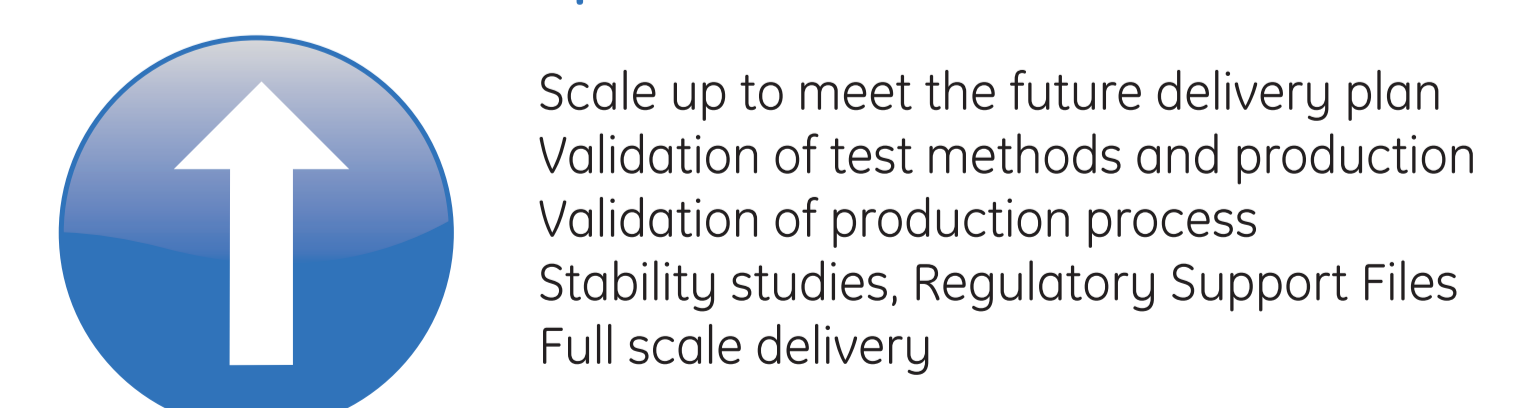 Scale up to meet the future delivery plan
Validation of test methods and production
Validation of production process
Stability studies, Regulatory Support Files
Full scale delivery